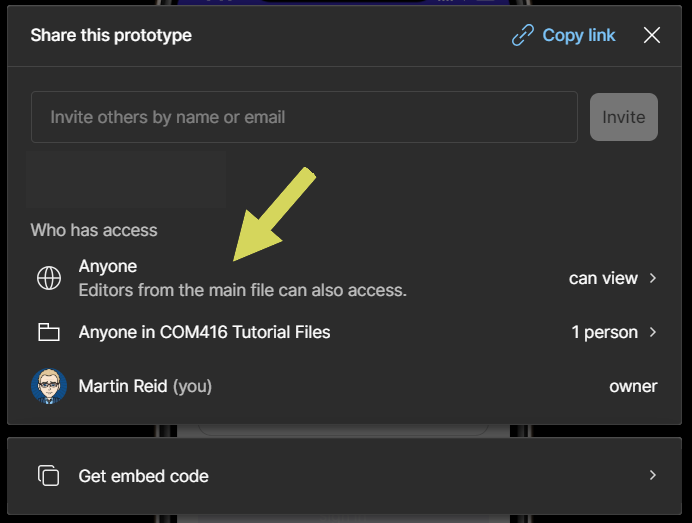 Share this prototype
Copy link
Invite others by name or email
Invite
Who has access
Anyone
Editors from the main file can also access.
can view
Anyone in COM416 Tutorial Files
1 person
Martin Reid (you)
owner
Get embed code